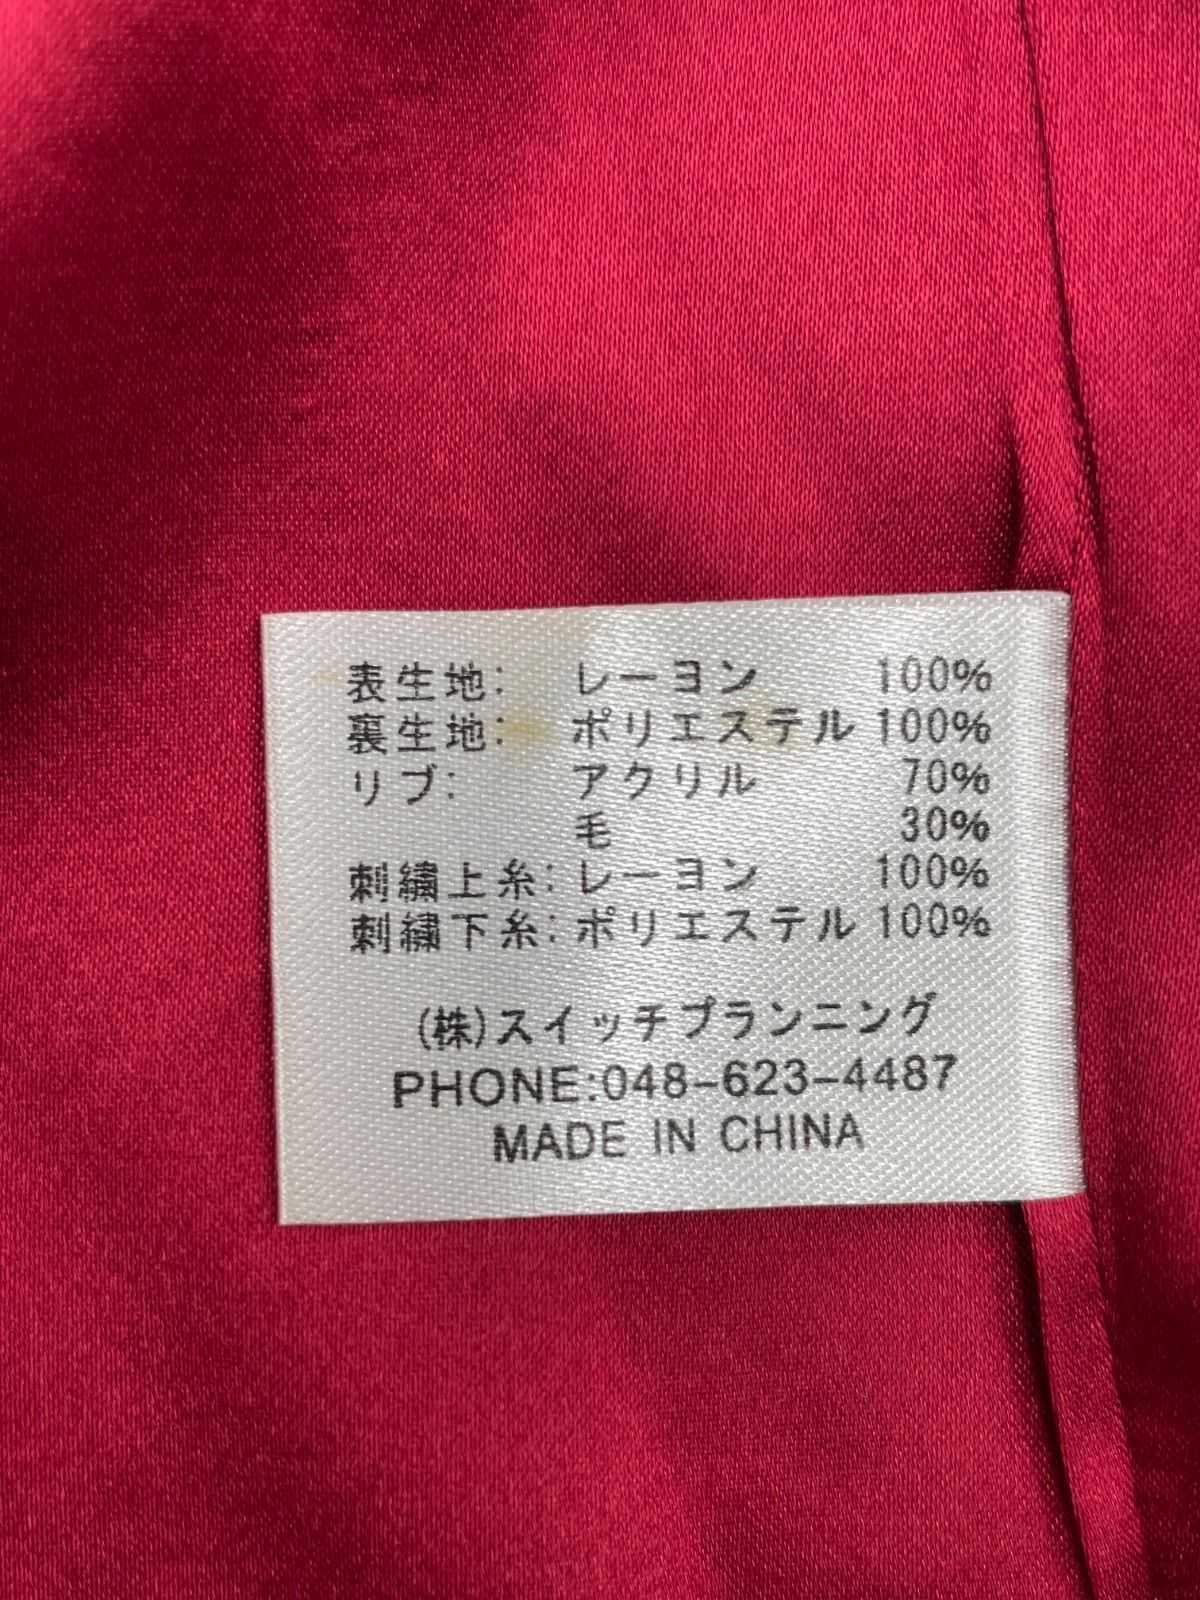 表生地: レーヨン 100%
裏生地: ポリエステル 100%
リブ: アクリル 70%
毛 30%
刺繍上糸: レーヨン 100%
刺繍下糸: ポリエステル 100%
(株)スイッチプランニング
PHONE:048-623-4487
MADE IN CHINA